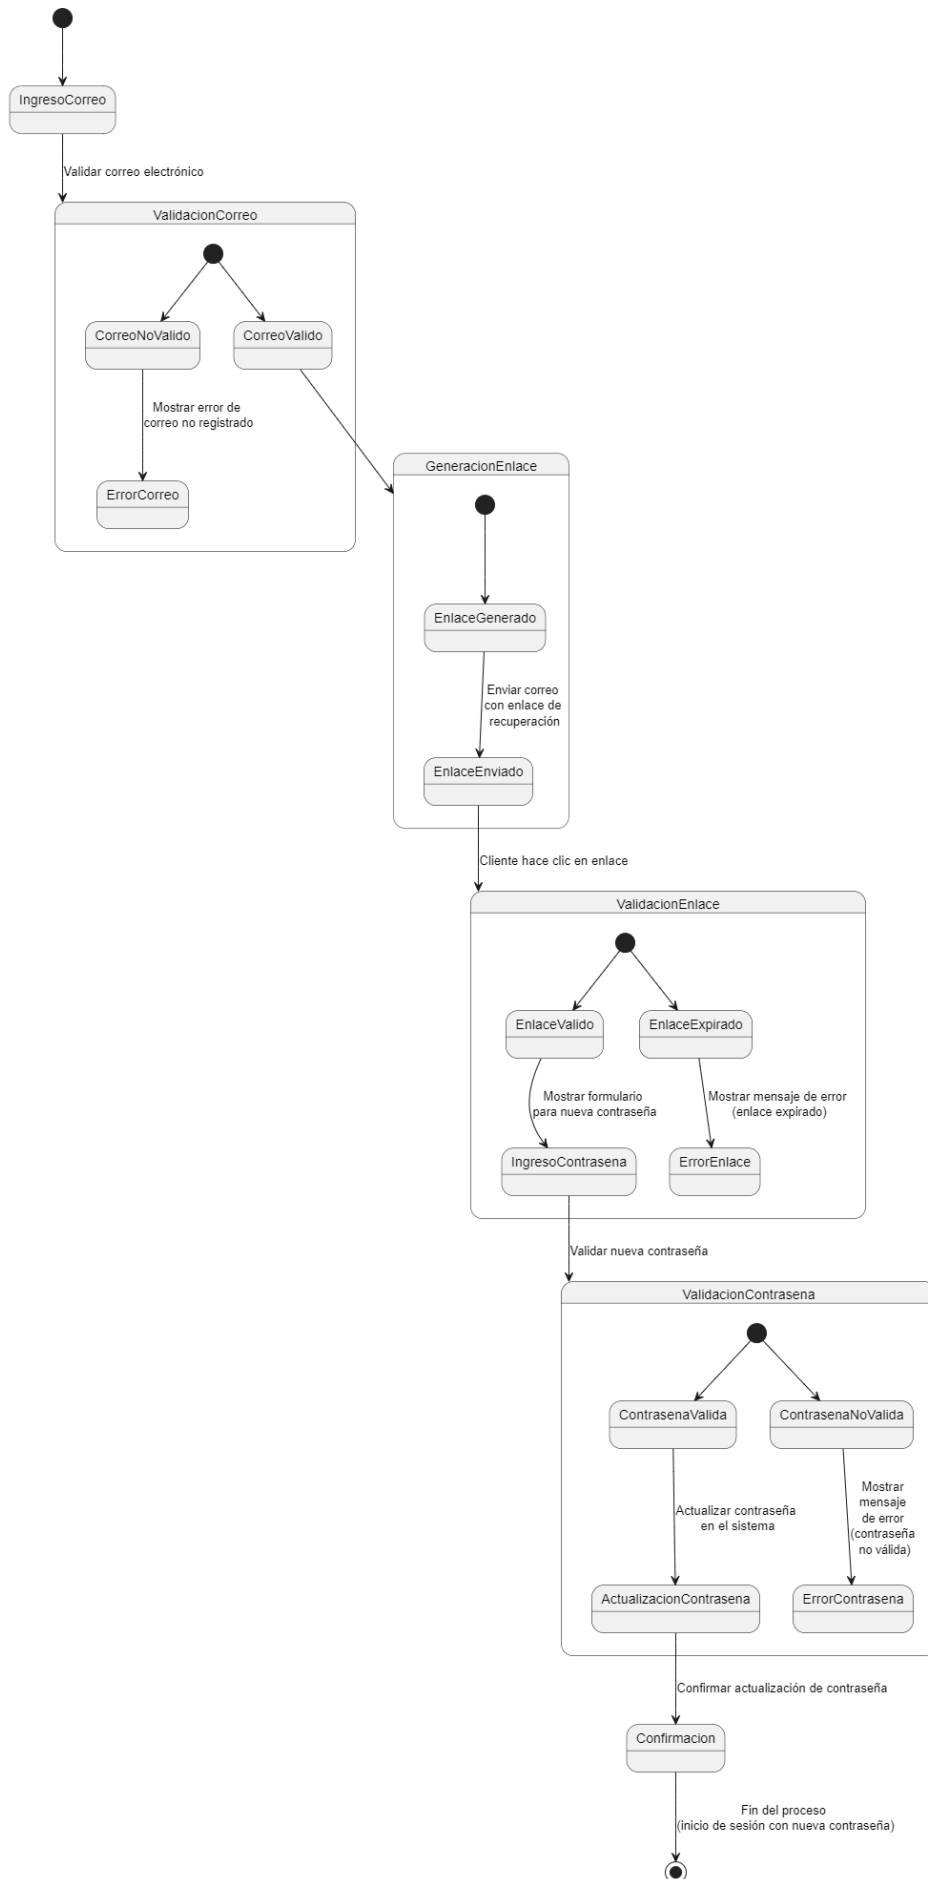 IngresoCorreo
Validar correo electrónico
ValidacionCorreo
CorreoNoValido
CorreoValido
Mostrar error de
correo no registrado
ErrorCorreo
GeneracionEnlace
EnlaceGenerado
Enviar correo
con enlace de
recuperación
EnlaceEnviado
Cliente hace clic en enlace
ValidacionEnlace
EnlaceValido
EnlaceExpirado
Mostrar formulario
para nueva contraseña
Mostrar mensaje de error
(enlace expirado)
IngresoContrasena
ErrorEnlace
Validar nueva contraseña
ValidacionContrasena
ContrasenaValida
ContrasenaNoValida
Actualizar contraseña
en el sistema
Mostrar
mensaje
de error
(contraseña
no válida)
ActualizacionContrasena
ErrorContrasena
Confirmar actualización de contraseña
Confirmacion
Fin del proceso
(inicio de sesión con nueva contraseña)